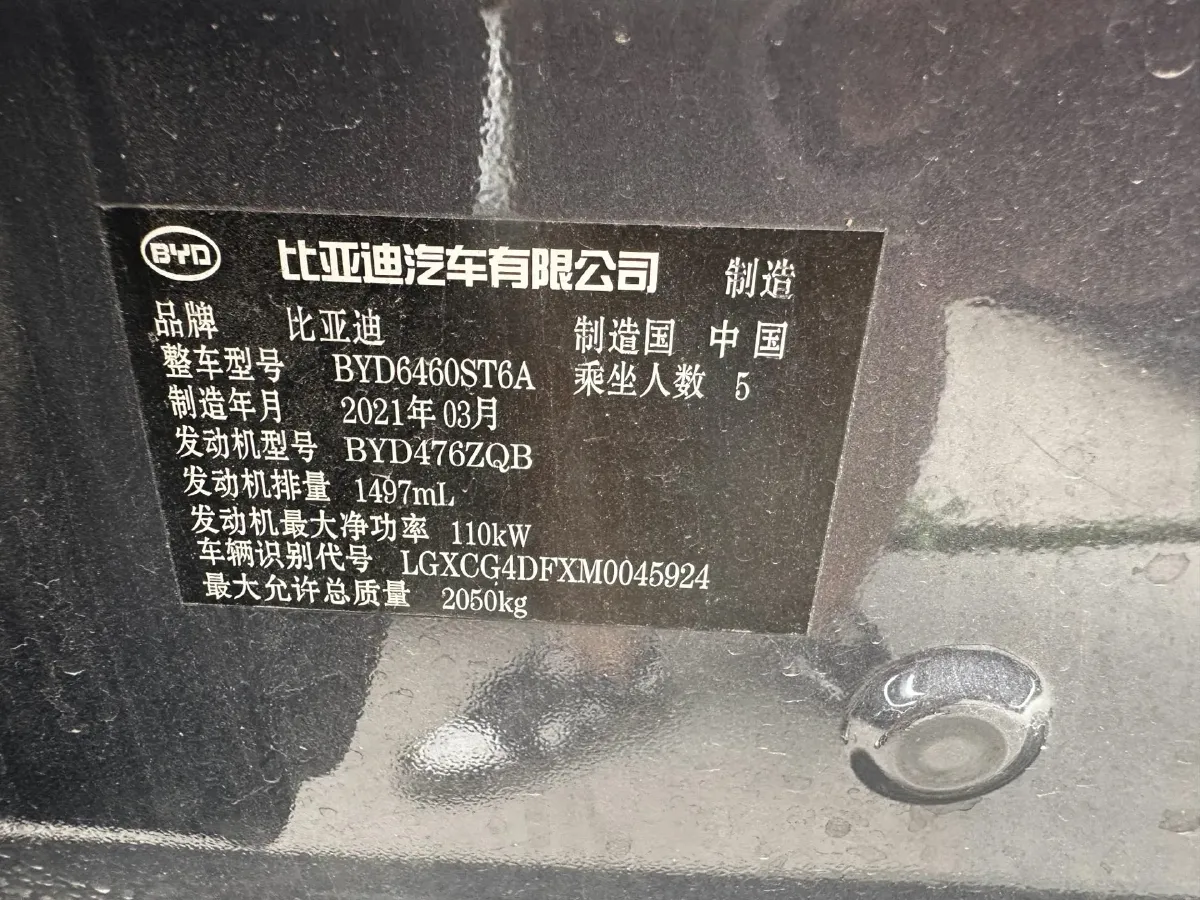 BYD 比亚迪汽车有限公司 制造
品牌 比亚迪 制造国 中国
整车型号 BYD6460ST6A 乘坐人数 5
制造年月 2021年03月
发动机型号 BYD476ZQB
发动机排量 1497mL
发动机最大净功率 110kW
车辆识别代号 LGXCG4DFXM0045924
最大允许总质量 2050kg